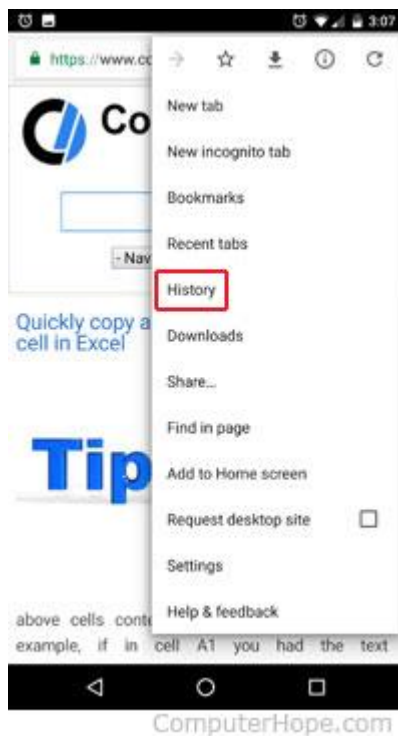 3:07
https://www.cc
New tab
Co
New incognito tab
Bookmarks
Recent tabs
- Nav
History
Quickly copy a
cell in Excel
Downloads
Share...
Find in page
Tip
Add to Home screen
Request desktop site
Settings
Help & feedback
above cells conte
example, if in cell A1 you had the text
ComputerHope.com